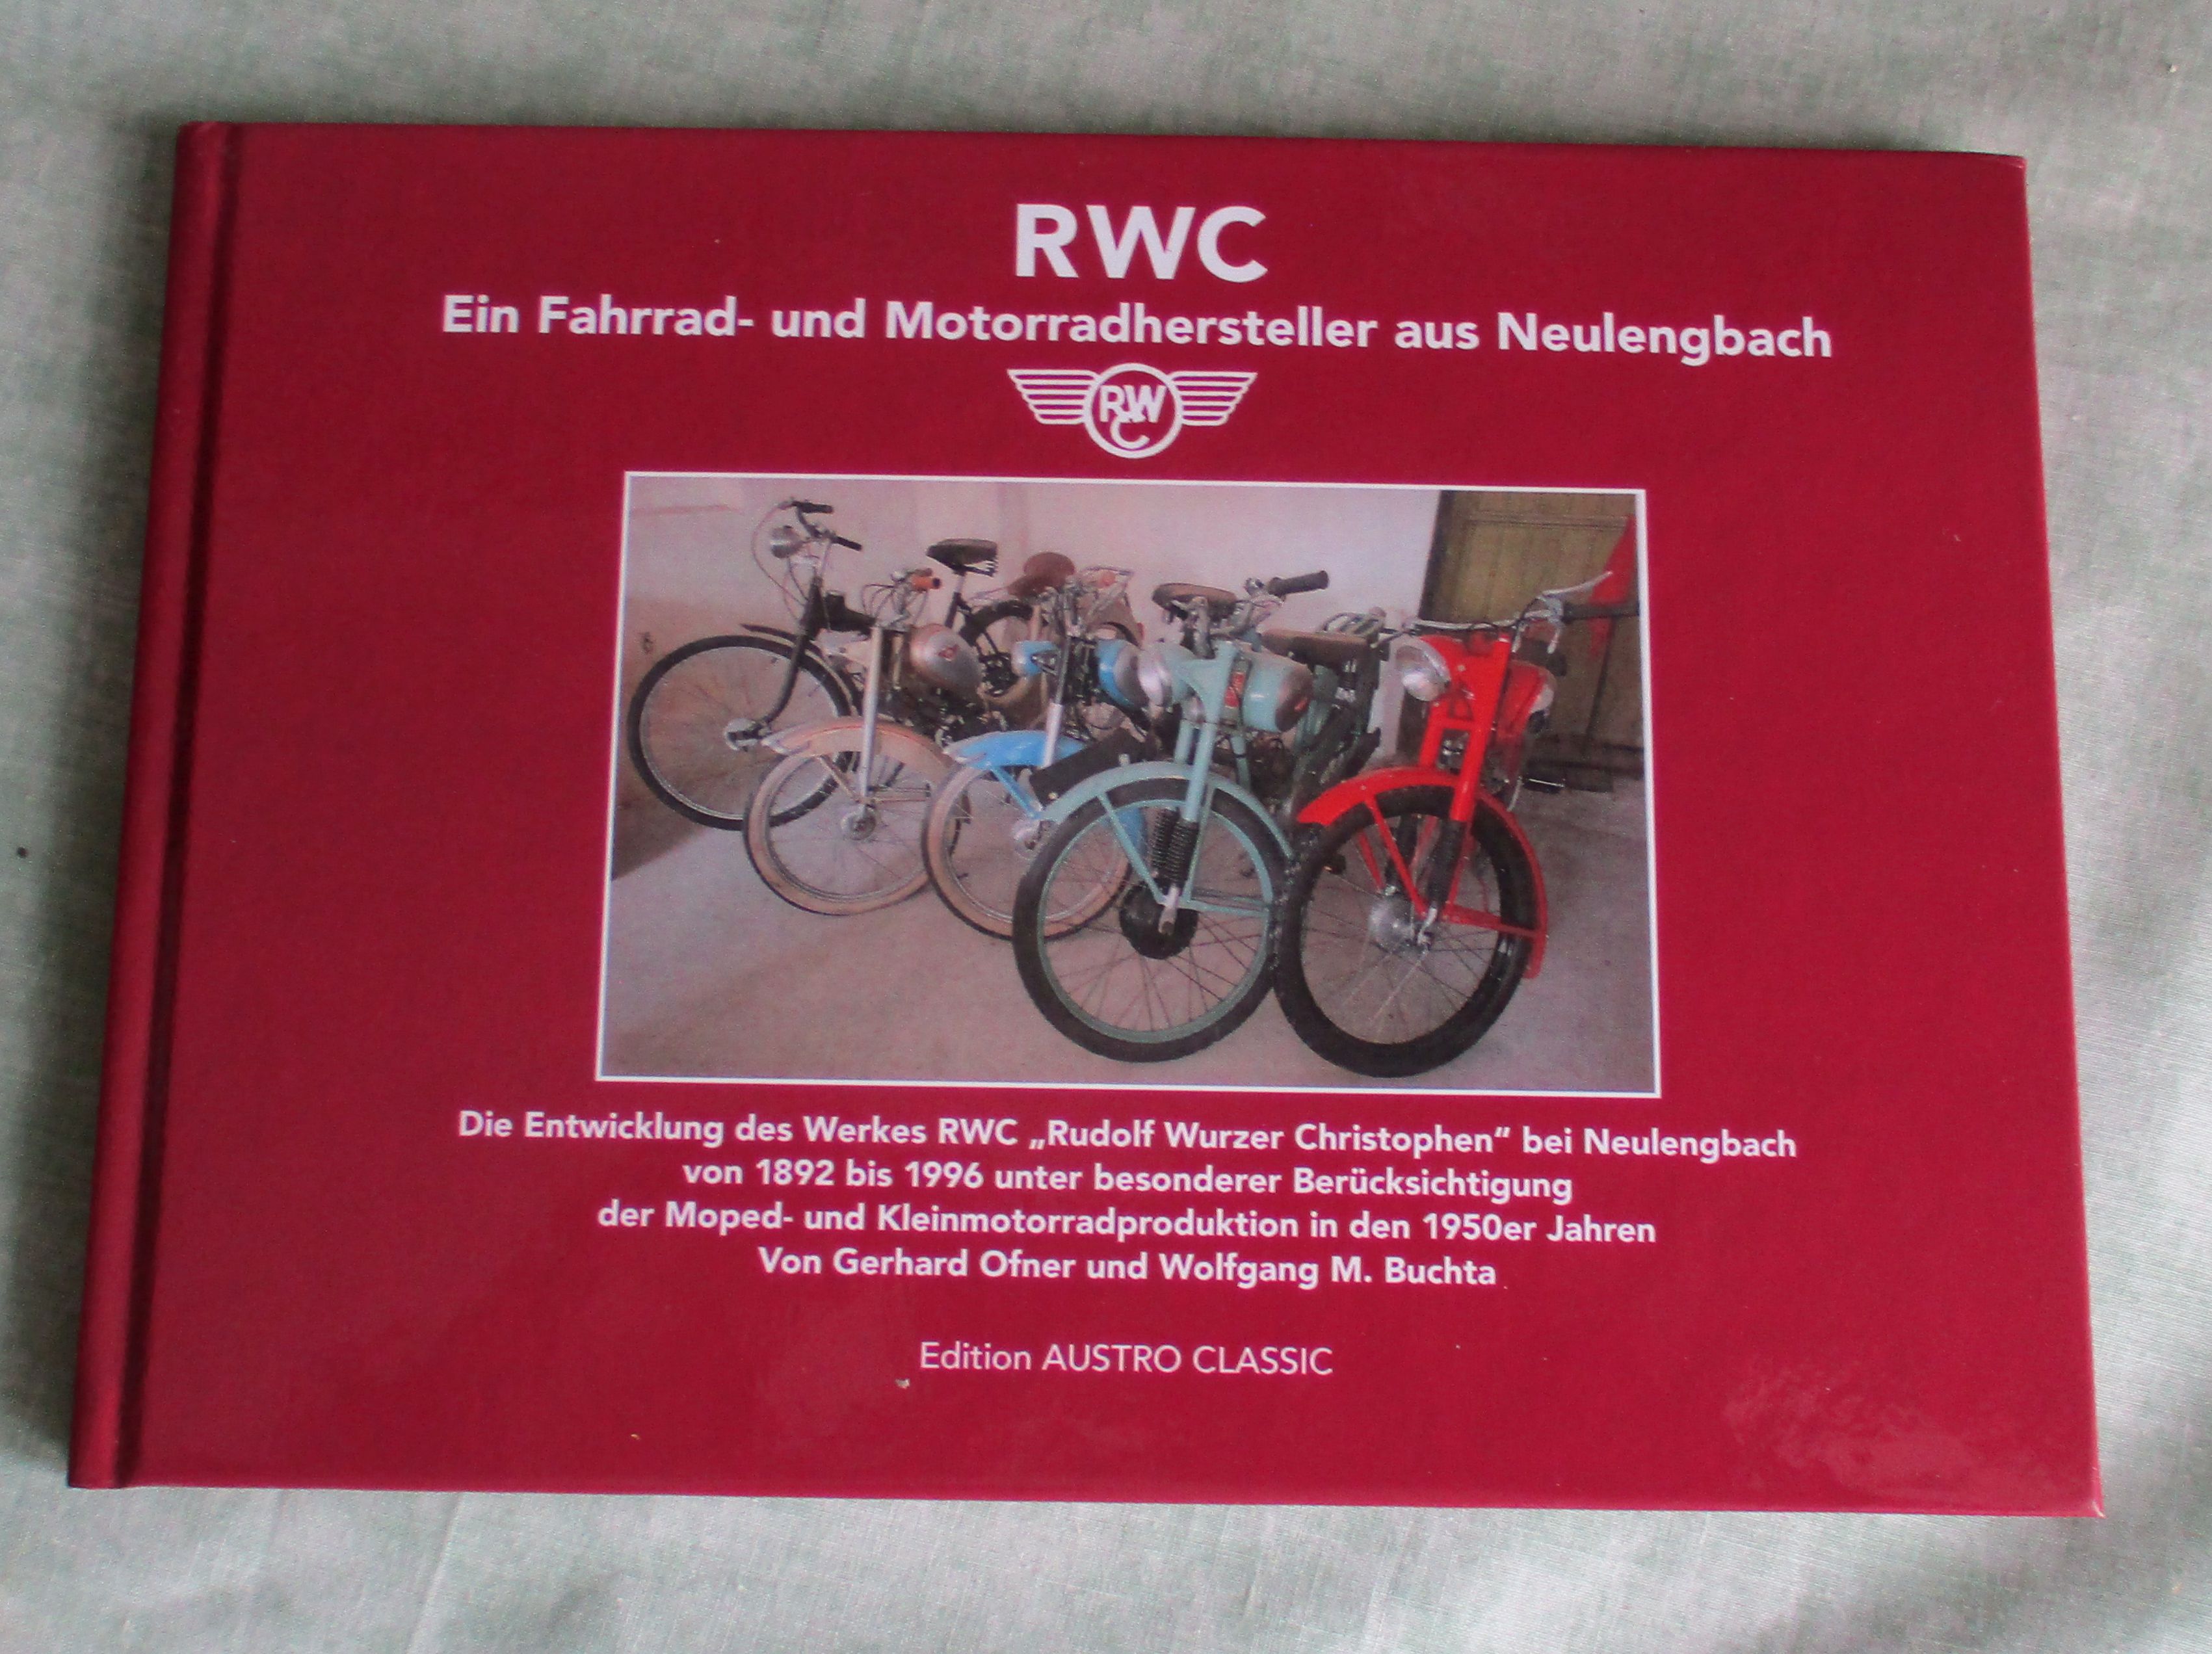 RWC
Ein Fahrrad- und Motorradhersteller aus Neulengbach
RWC
Die Entwicklung des Werkes RWC „Rudolf Wurzer Christophen“ bei Neulengbach
von 1892 bis 1996 unter besonderer Berücksichtigung
der Moped- und Kleinmotorradproduktion in den 1950er Jahren
Von Gerhard Ofner und Wolfgang M. Buchta
Edition AUSTRO CLASSIC